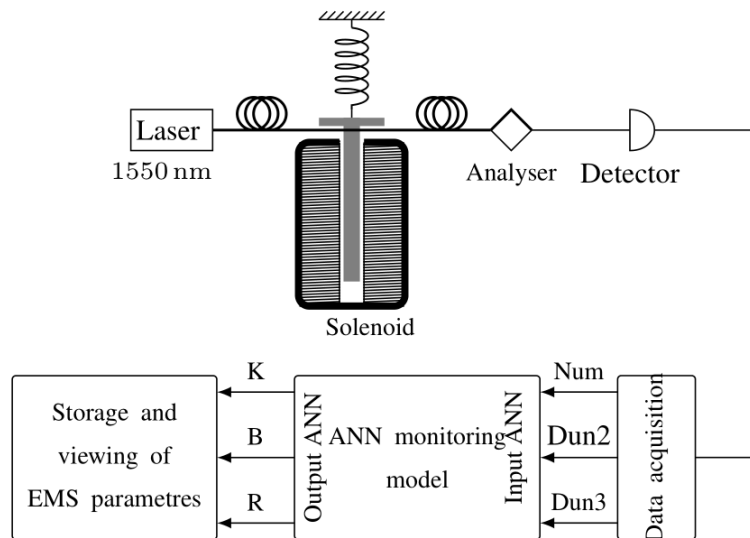 Laser
1550 nm
Analyser
Detector
Solenoid
K
B
R
Num
Dun2
Dun3
Storage and
viewing of
EMS parametres
Output ANN
ANN monitoring
model
Input ANN
Data acquisition